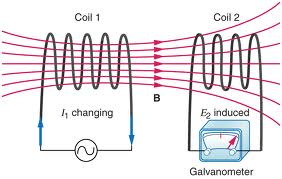 Coil 1
Coil 2
B
I₁ changing
E₂ induced
Galvanometer